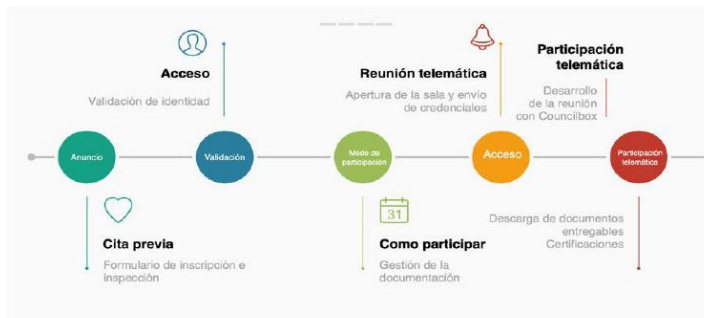 Acceso
Validación de identidad
Reunión telemática
Apertura de la sala y envío
de credenciales
Participación
telemática
Desarrollo
de la reunión
con Councilbox
Anuncio
Validación
Modo de
participación
Acceso
Participación
telemática
Cita previa
Formulario de inscripción e
inspección
31
Como participar
Gestión de la
documentación
Descarga de documentos
entregables
Certificaciones